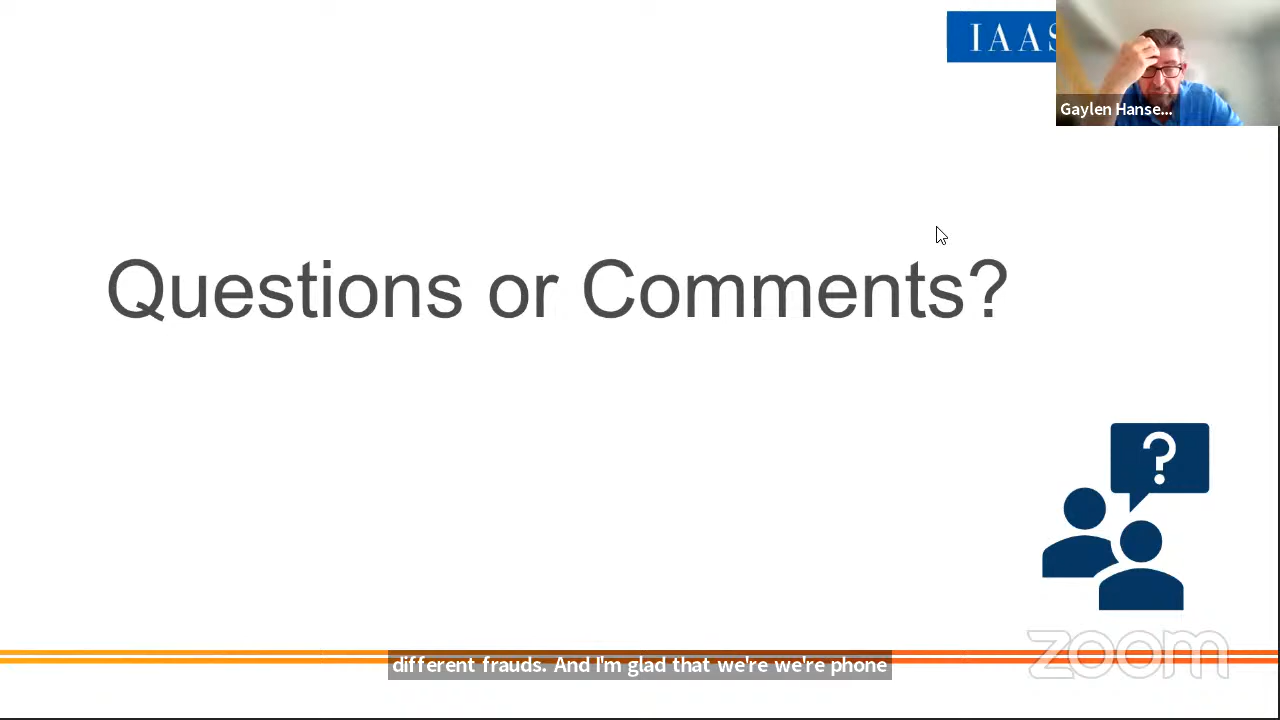 IAAS
Gaylen Hanse...
Questions or Comments?
?
different frauds. And I'm glad that we're we're phone
zoom